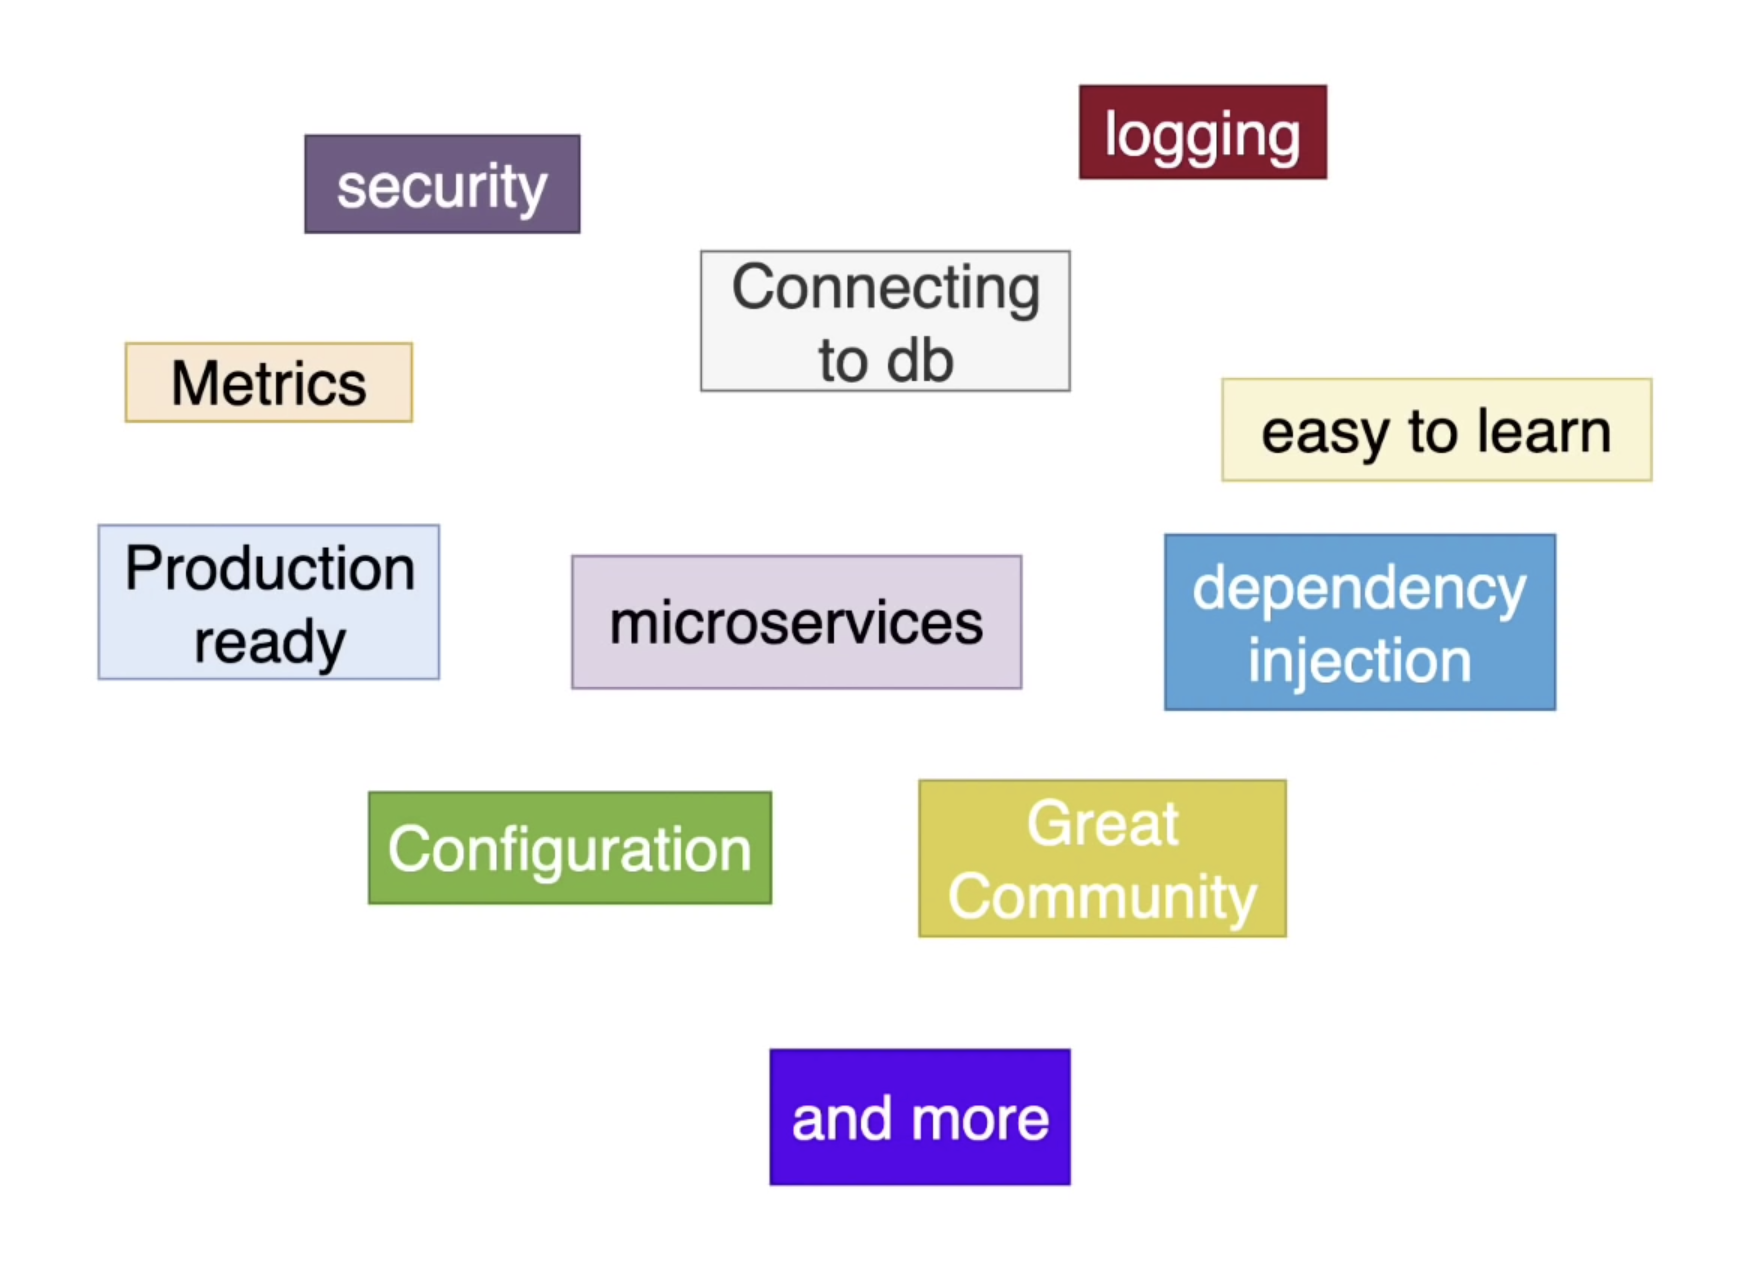 logging
security
Connecting
to db
Metrics
easy to learn
Production
ready
microservices
dependency
injection
Configuration
Great
Community
and more